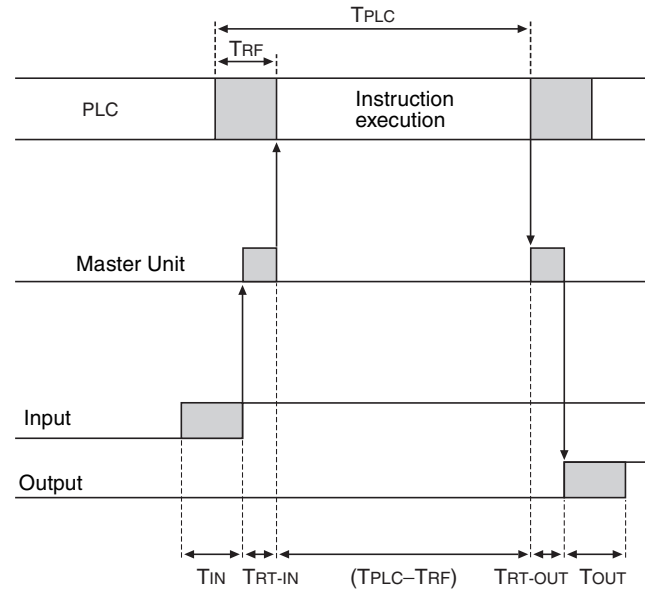 TPLC
TRF
PLC
Instruction
execution
Master Unit
Input
Output
TIN
TRT-IN
(TPLC–TRF)
TRT-OUT
TOUT